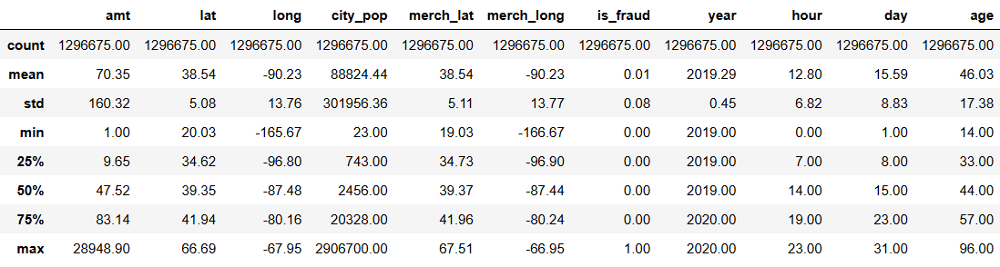 amt lat long city_pop merch_lat merch_long is_fraud year hour day age
count 1296675.00 1296675.00 1296675.00 1296675.00 1296675.00 1296675.00 1296675.00 1296675.00 1296675.00 1296675.00 1296675.00
mean 70.35 38.54 -90.23 88824.44 38.54 -90.23 0.01 2019.29 12.80 15.59 46.03
std 160.32 5.08 13.76 301956.36 5.11 13.77 0.08 0.45 6.82 8.83 17.38
min 1.00 20.03 -165.67 23.00 19.03 -166.67 0.00 2019.00 0.00 1.00 14.00
25% 9.65 34.62 -96.80 743.00 34.73 -96.90 0.00 2019.00 7.00 8.00 33.00
50% 47.52 39.35 -87.48 2456.00 39.37 -87.44 0.00 2019.00 14.00 15.00 44.00
75% 83.14 41.94 -80.16 20328.00 41.96 -80.24 0.00 2020.00 19.00 23.00 57.00
max 28948.90 66.69 -67.95 2906700.00 67.51 -66.95 1.00 2020.00 23.00 31.00 96.00